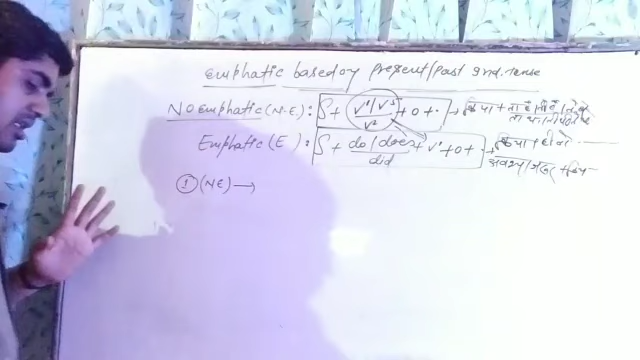 Emphatic based on present/past ind. tense
No emphatic (N.E.): S + V¹/V⁵ / V² + O + . → क्रिया + ता है/ती है/ते हैं
ता था/ती थी/ते थे
Emphatic (E): S + do/does / did + V¹ + O + . → क्रिया + ही
अवश्य/जरूर + क्रि
① (NE) →